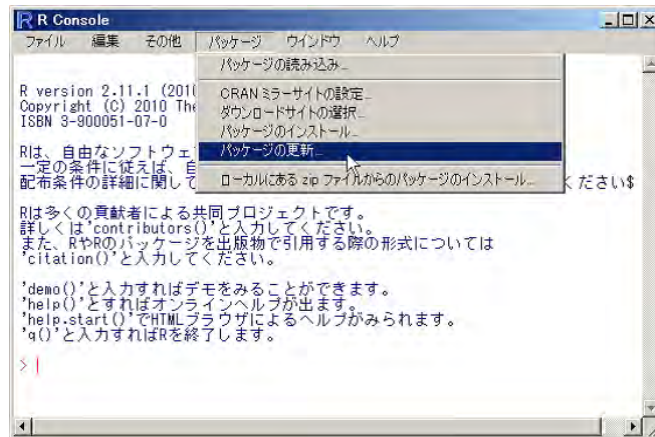 R Console
ファイル 編集 その他 パッケージ ウインドウ ヘルプ
パッケージの読み込み...
CRANミラーサイトの設定...
ダウンロードサイトの選択...
パッケージのインストール...
パッケージの更新...
ローカルにある zip ファイルからのパッケージのインストール...
R version 2.11.1 (201
Copyright (C) 2010 The
ISBN 3-900051-07-0
Rは、自由なソフトウェ
一定の条件に従えば、自
配布条件の詳細に関して ください$
Rは多くの貢献者による共同プロジェクトです。
詳しくは'contributors()'と入力してください。
また、RやRのパッケージを出版物で引用する際の形式については
'citation()'と入力してください。
'demo()'と入力すればデモをみることができます。
'help()'とすればオンラインヘルプが出ます。
'help.start()'でHTMLブラウザによるヘルプがみられます。
'q()'と入力すればRを終了します。
>